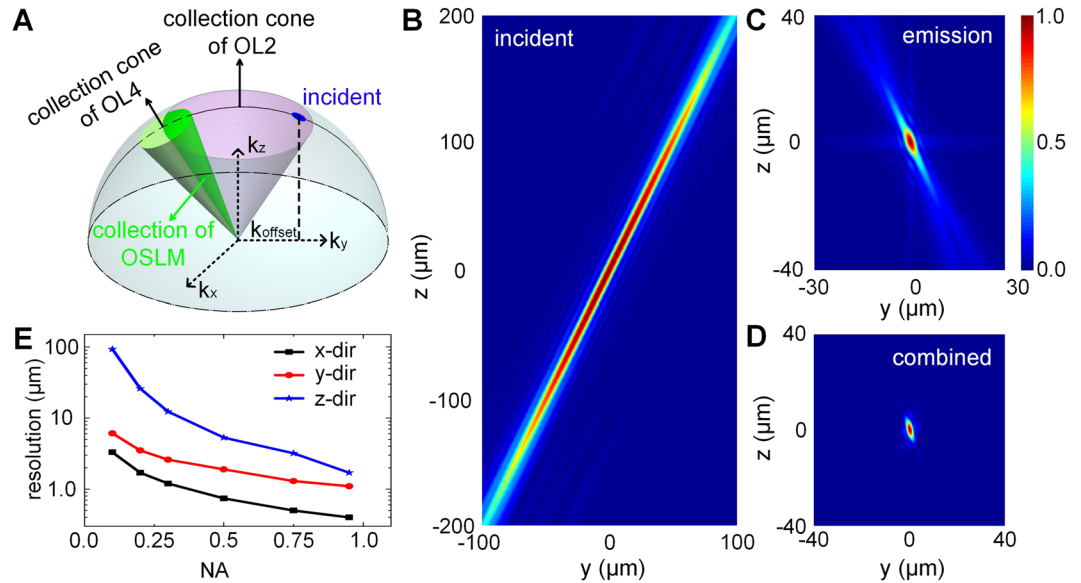 A
collection cone
of OL2
collection cone
of OL4
incident
kz
koffset
ky
kx
collection of
OSLM
B
incident
200
100
0
-100
-200
z (µm)
-100
0
100
y (µm)
C
emission
40
0
-40
z (µm)
-30
0
30
y (µm)
1.0
0.5
0.0
D
combined
40
0
-40
z (µm)
-40
0
40
y (µm)
E
x-dir
y-dir
z-dir
100
10
1.0
resolution (µm)
0.0
0.25
0.50
0.75
1.0
NA